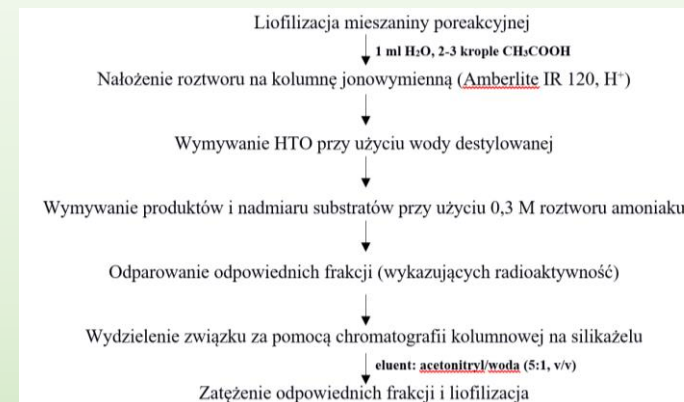 Liofilizacja mieszaniny poreakcyjnej
1 ml H₂O, 2-3 krople CH₃COOH
Nałożenie roztworu na kolumnę jonowymienną (Amberlite IR 120, H⁺)
Wymywanie HTO przy użyciu wody destylowanej
Wymywanie produktów i nadmiaru substratów przy użyciu 0,3 M roztworu amoniaku
Odparowanie odpowiednich frakcji (wykazujących radioaktywność)
Wydzielenie związku za pomocą chromatografii kolumnowej na silikażelu
eluent: acetonitryl/woda (5:1, v/v)
Zatężenie odpowiednich frakcji i liofilizacja